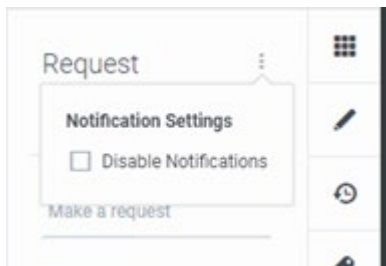 Request
Notification Settings
Disable Notifications
Make a request